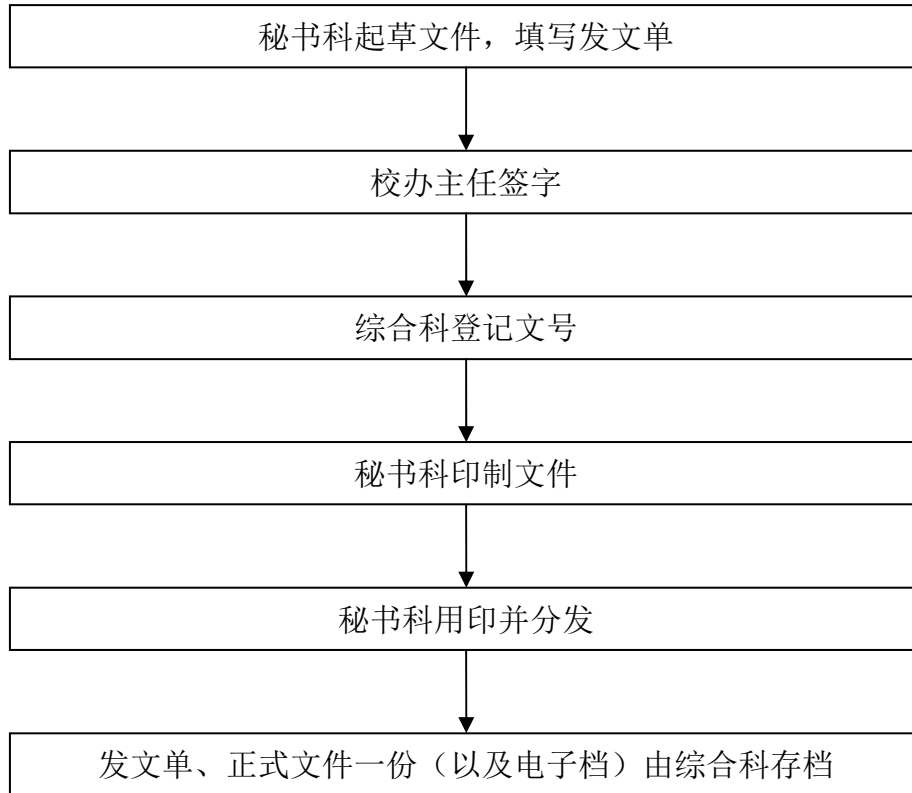 秘书科起草文件，填写发文单
校办主任签字
综合科登记文号
秘书科印制文件
秘书科用印并分发
发文单、正式文件一份（以及电子档）由综合科存档